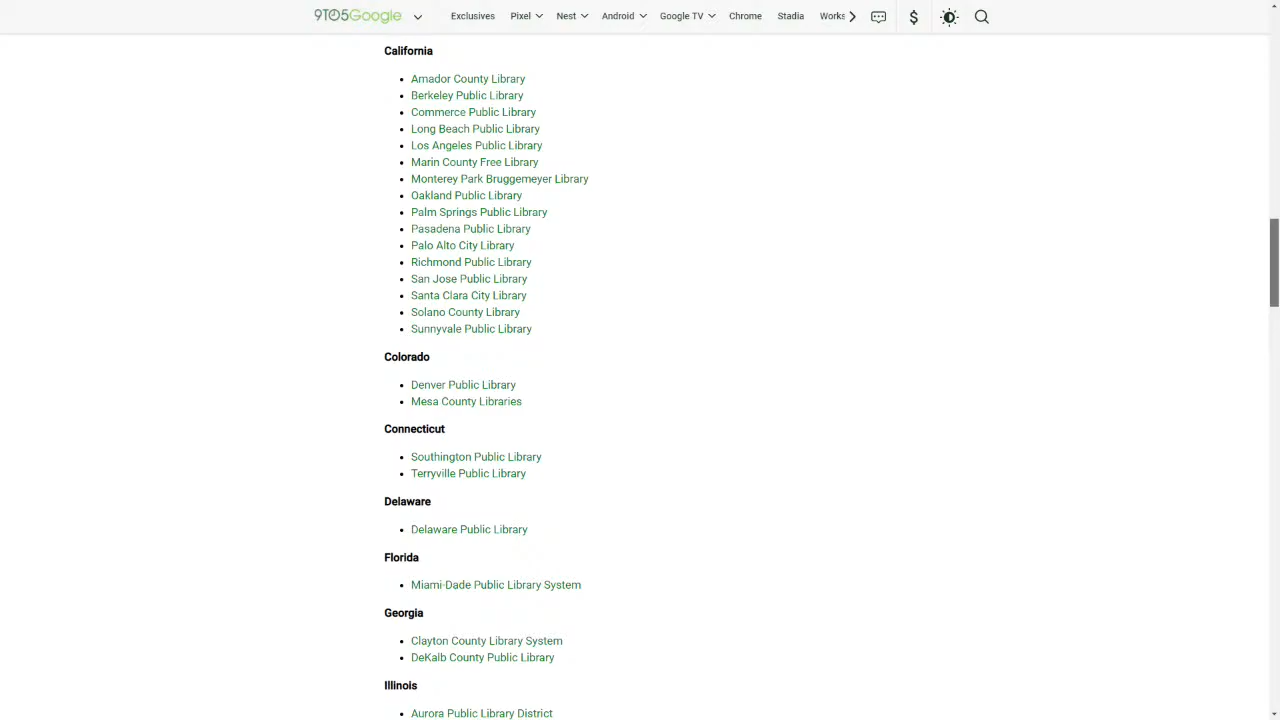 9TO5Google
Exclusives Pixel Nest Android Google TV Chrome Stadia Works
California
Amador County Library
Berkeley Public Library
Commerce Public Library
Long Beach Public Library
Los Angeles Public Library
Marin County Free Library
Monterey Park Bruggemeyer Library
Oakland Public Library
Palm Springs Public Library
Pasadena Public Library
Palo Alto City Library
Richmond Public Library
San Jose Public Library
Santa Clara City Library
Solano County Library
Sunnyvale Public Library
Colorado
Denver Public Library
Mesa County Libraries
Connecticut
Southington Public Library
Terryville Public Library
Delaware
Delaware Public Library
Florida
Miami-Dade Public Library System
Georgia
Clayton County Library System
DeKalb County Public Library
Illinois
Aurora Public Library District